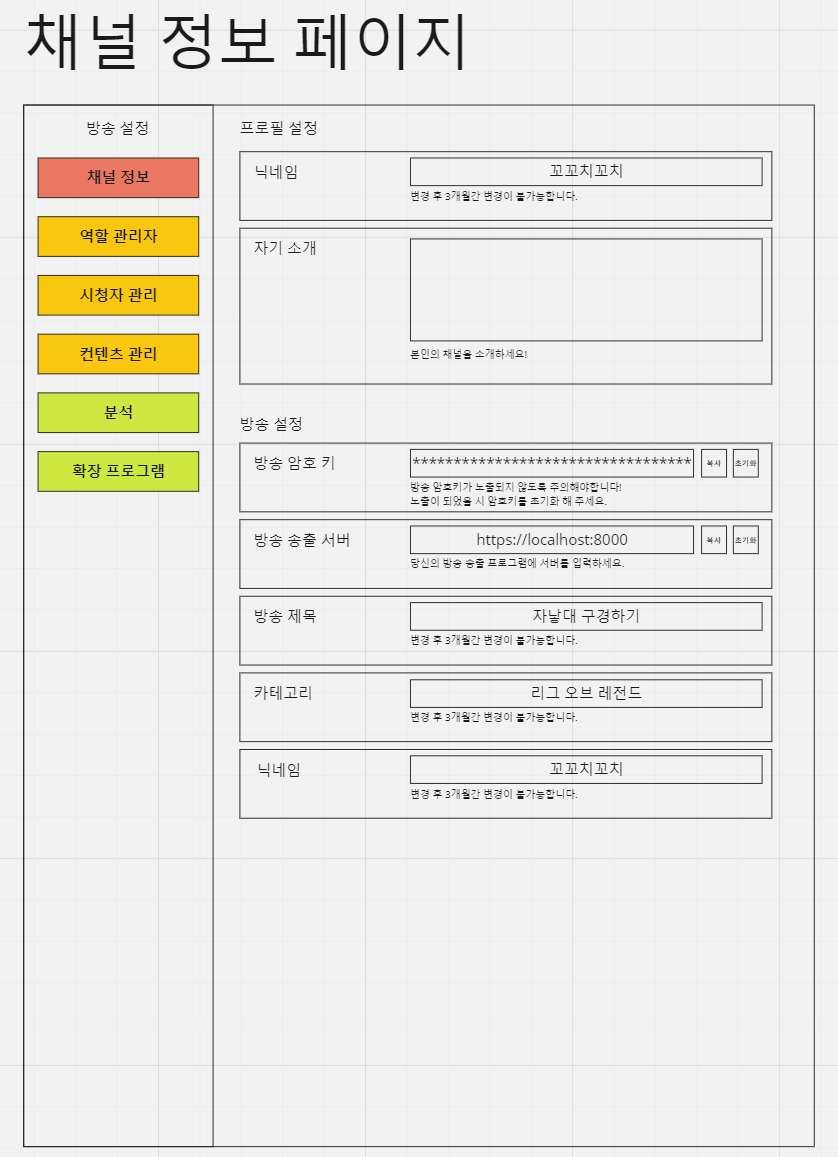 채널 정보 페이지
방송 설정
채널 정보
역할 관리자
시청자 관리
컨텐츠 관리
분석
확장 프로그램
프로필 설정
닉네임
꼬꼬치꼬치
변경 후 3개월간 변경이 불가능합니다.
자기 소개
본인의 채널을 소개하세요!
방송 설정
방송 암호 키
**********************************
복사
초기화
방송 암호키가 노출되지 않도록 주의해야합니다!
노출이 되었을 시 암호키를 초기화 해 주세요.
방송 송출 서버
https://localhost:8000
복사
초기화
당신의 방송 송출 프로그램에 서버를 입력하세요.
방송 제목
자낳대 구경하기
변경 후 3개월간 변경이 불가능합니다.
카테고리
리그 오브 레전드
변경 후 3개월간 변경이 불가능합니다.
닉네임
꼬꼬치꼬치
변경 후 3개월간 변경이 불가능합니다.